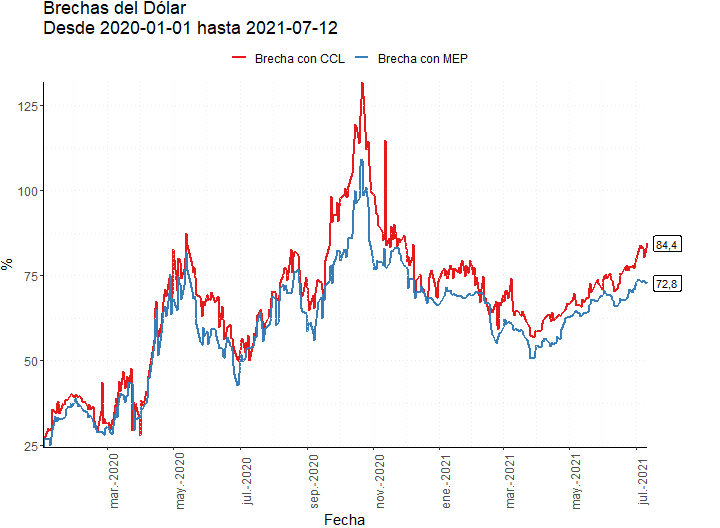 Brechas del Dólar
Desde 2020-01-01 hasta 2021-07-12
Brecha con CCL
Brecha con MEP
%
125
100
75
50
25
84,4
72,8
mar.-2020
may.-2020
jul.-2020
sep.-2020
nov.-2020
ene.-2021
mar.-2021
may.-2021
jul.-2021
Fecha